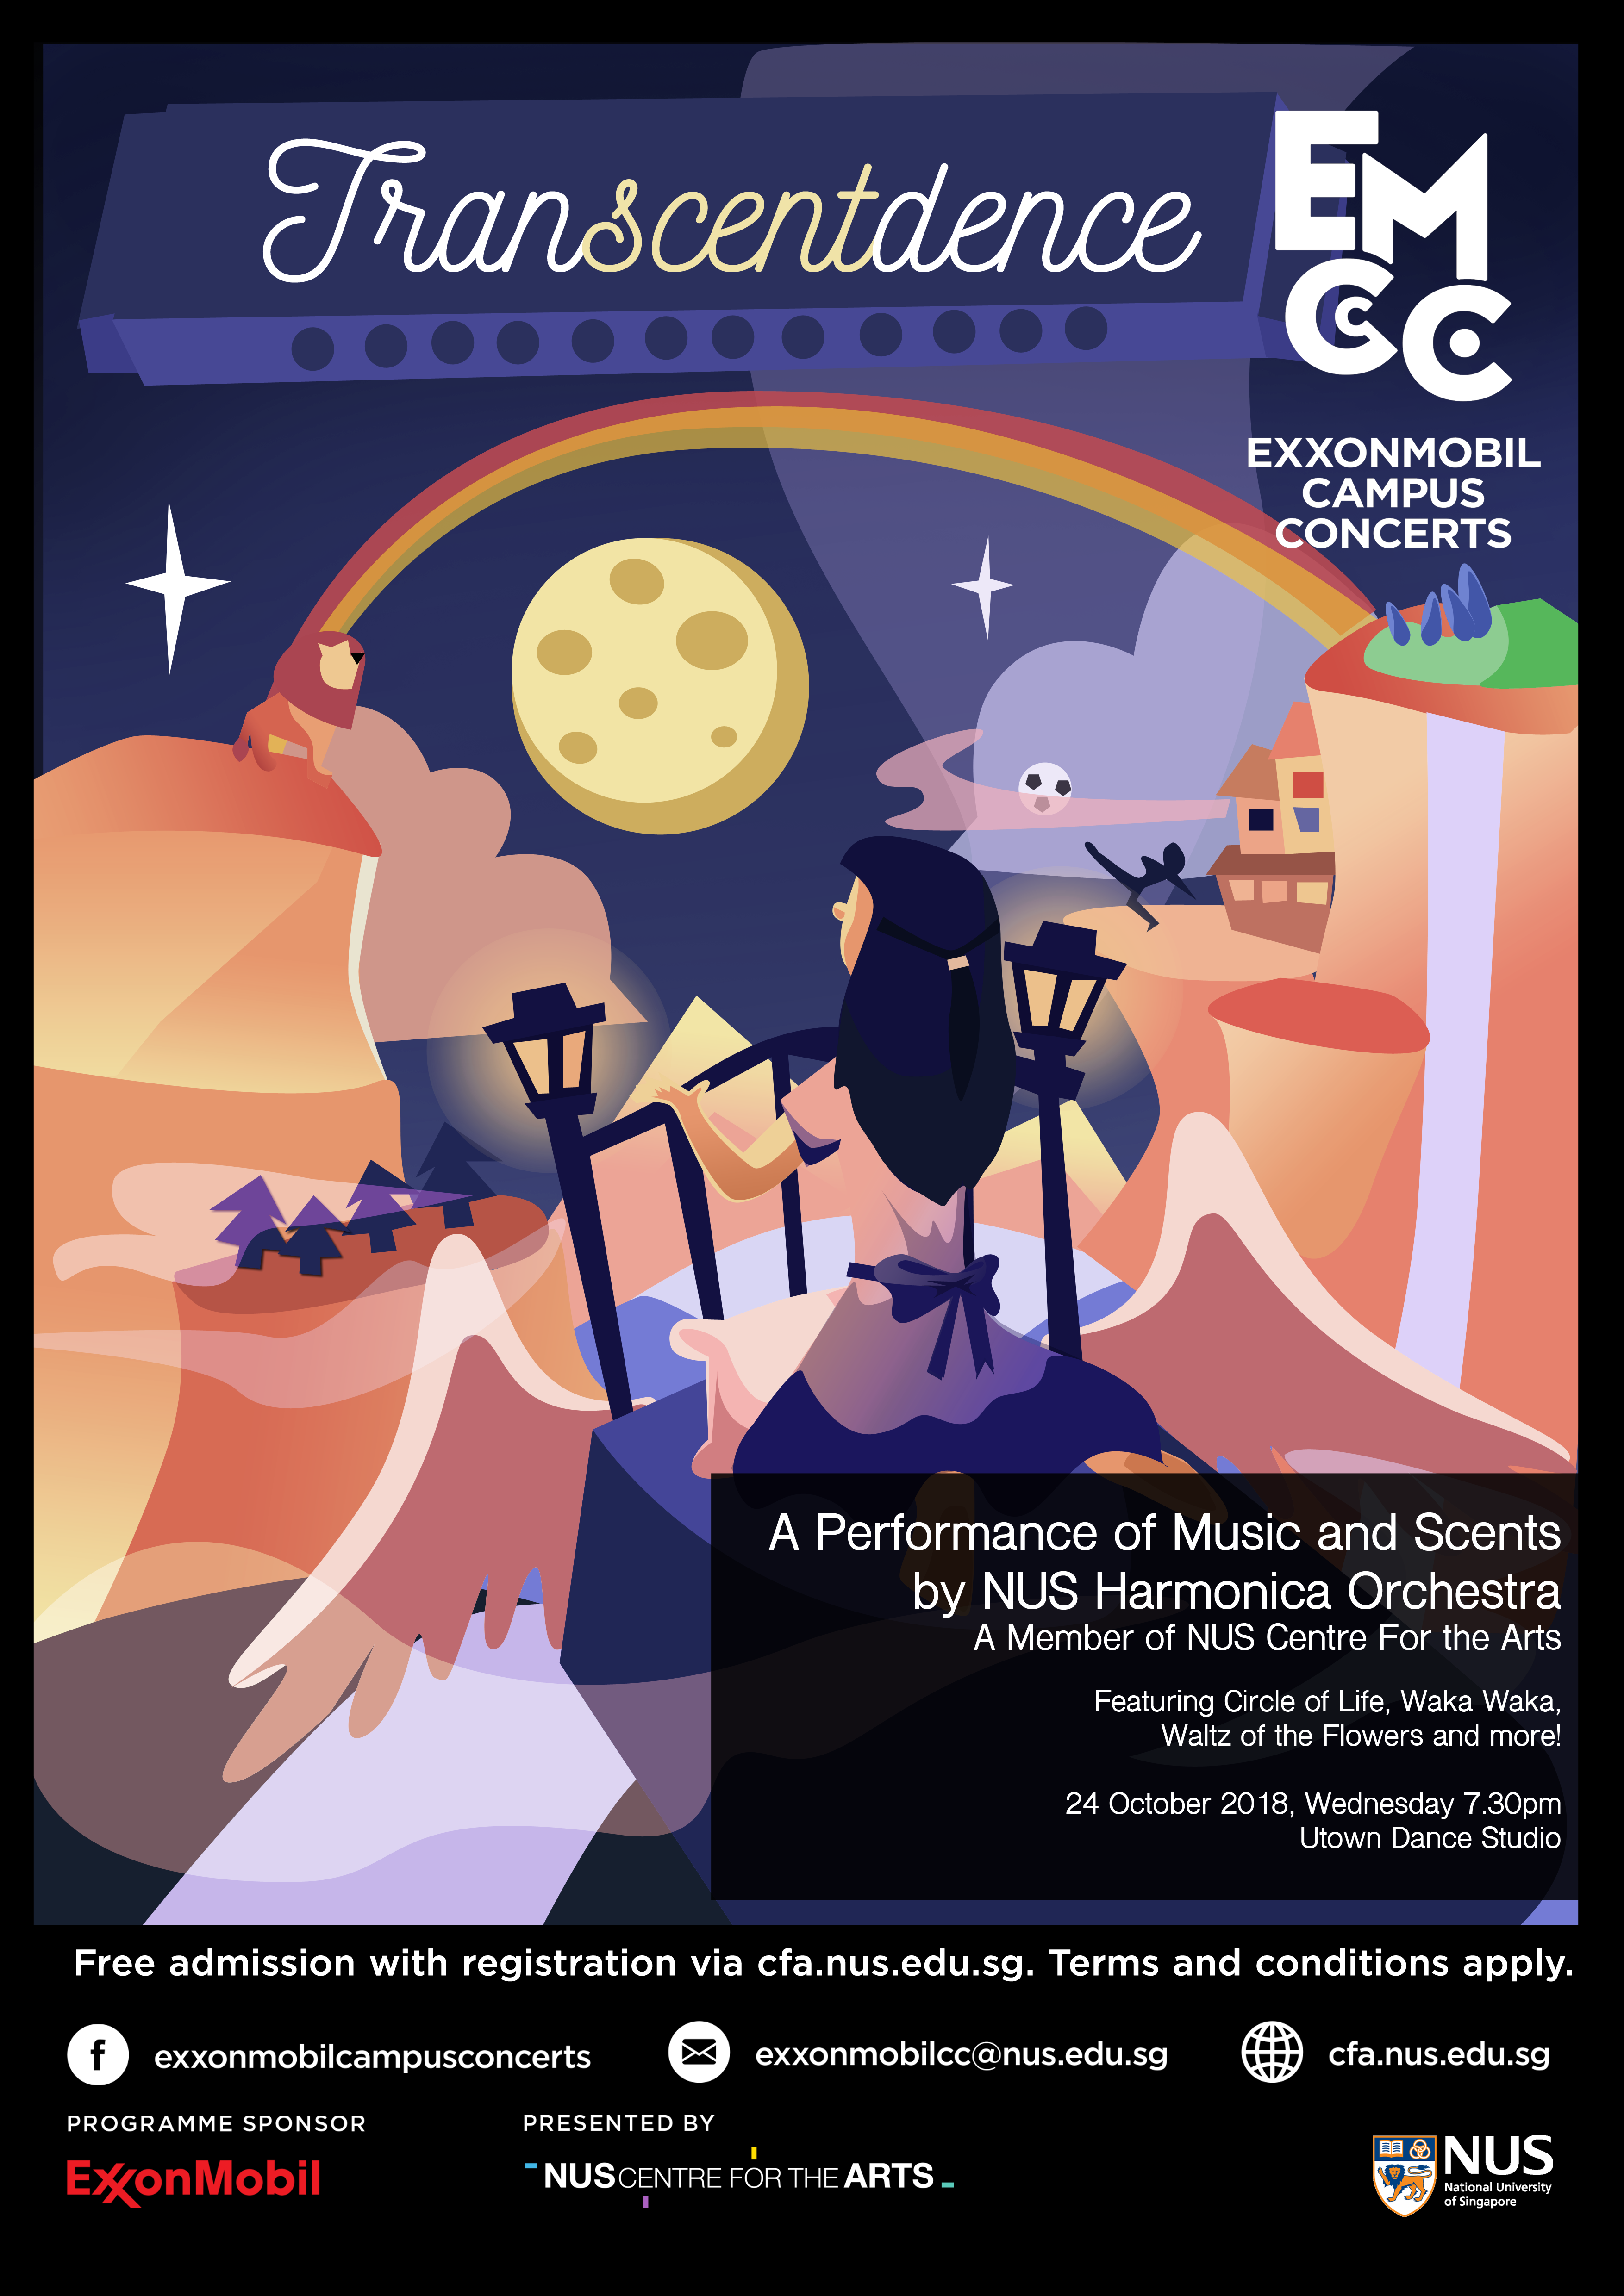 Transcentdence
EMCC
EXXONMOBIL
CAMPUS
CONCERTS
A Performance of Music and Scents
by NUS Harmonica Orchestra
A Member of NUS Centre For the Arts
Featuring Circle of Life, Waka Waka,
Waltz of the Flowers and more!
24 October 2018, Wednesday 7.30pm
Utown Dance Studio
Free admission with registration via cfa.nus.edu.sg. Terms and conditions apply.
f exxonmobilcampusconcerts
exxonmobilcc@nus.edu.sg
cfa.nus.edu.sg
PROGRAMME SPONSOR
ExxonMobil
PRESENTED BY
NUS CENTRE FOR THE ARTS
NUS
National University
of Singapore